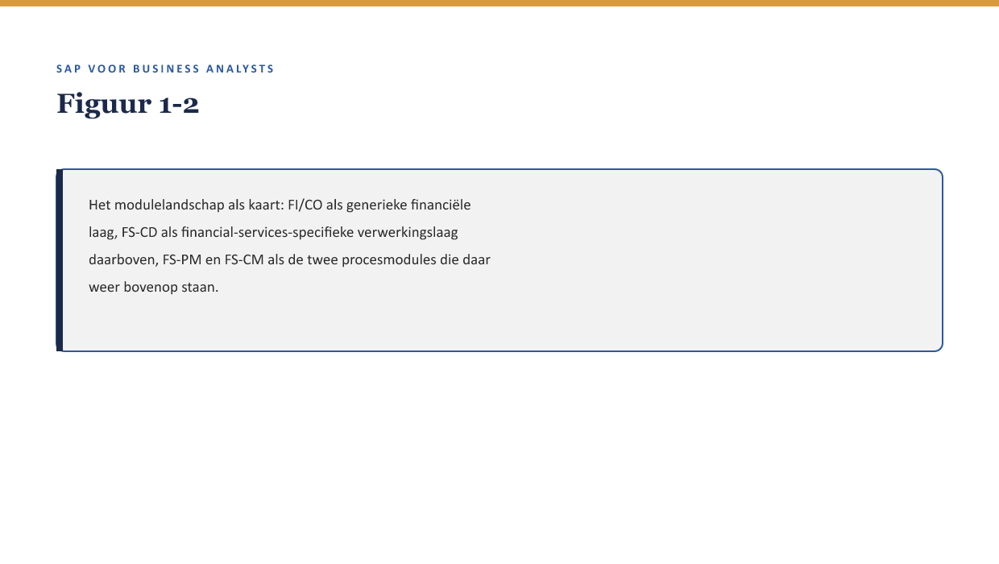 SAP VOOR BUSINESS ANALYSTS
Figuur 1-2
Het modulelandschap als kaart: FI/CO als generieke financiële
laag, FS-CD als financial-services-specifieke verwerkingslaag
daarboven, FS-PM en FS-CM als de twee procesmodules die daar
weer bovenop staan.